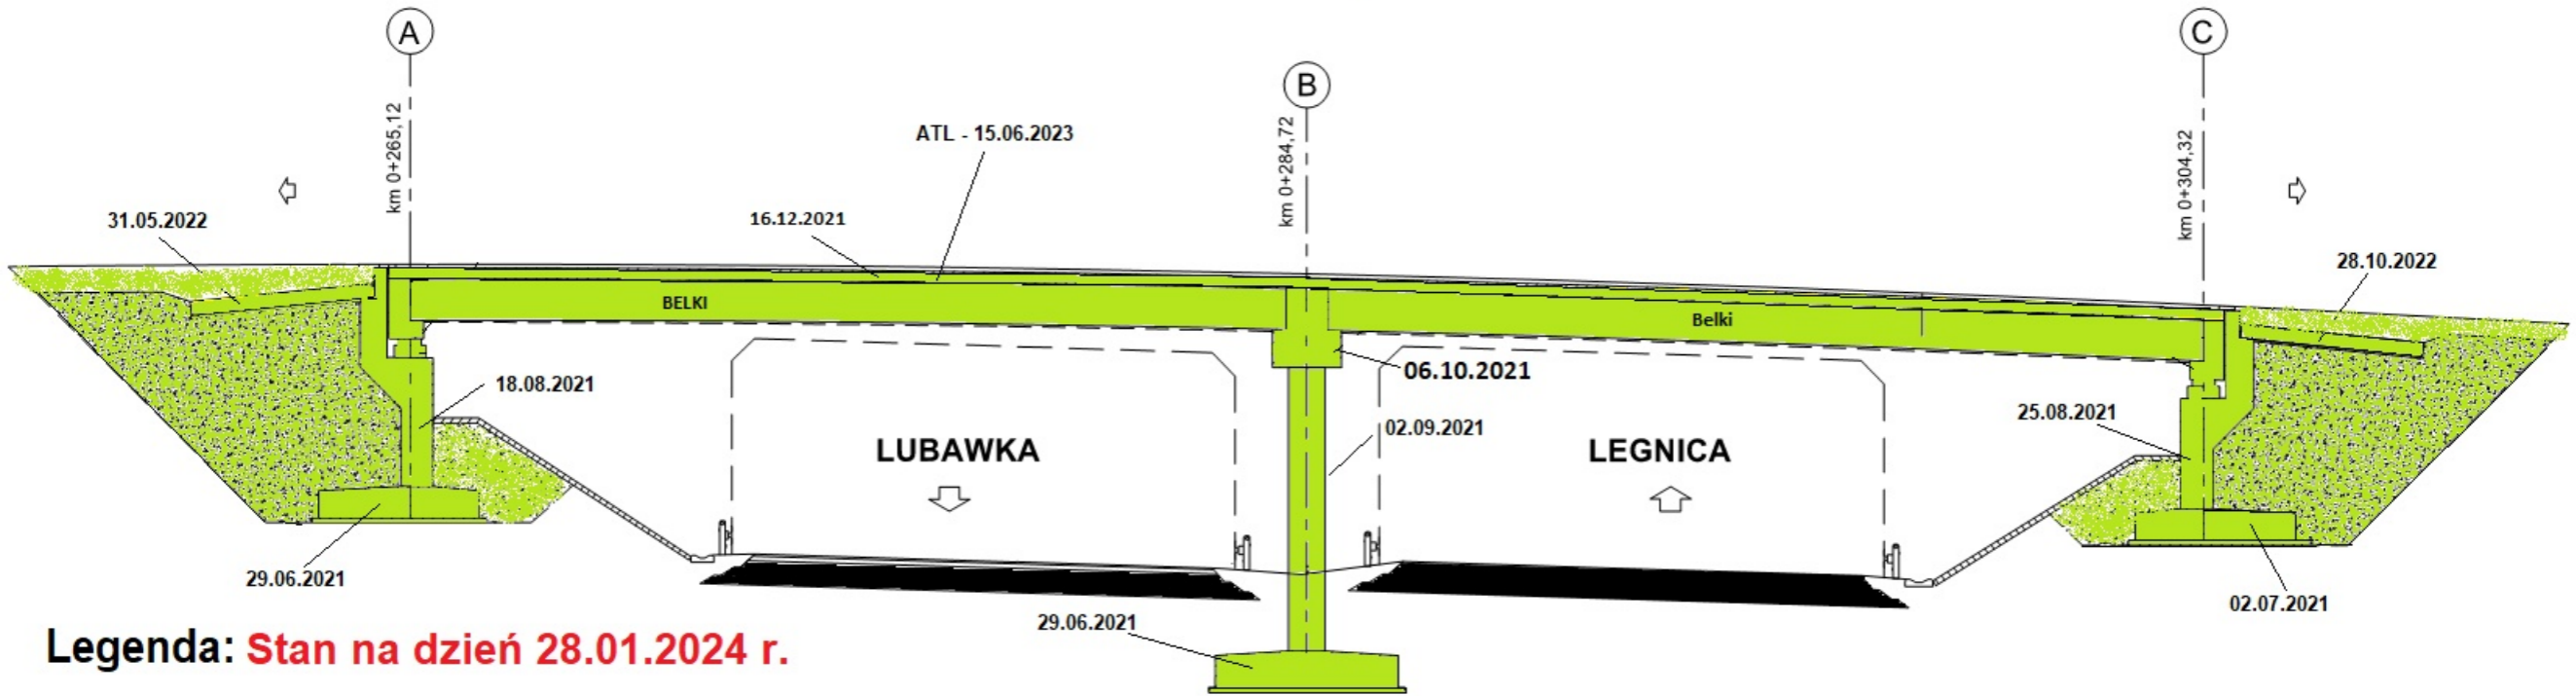 A
B
C
km 0+265,12
km 0+284,72
km 0+304,32
ATL - 15.06.2023
31.05.2022
16.12.2021
28.10.2022
BELKI
Belki
18.08.2021
06.10.2021
25.08.2021
02.09.2021
LUBAWKA
LEGNICA
29.06.2021
29.06.2021
02.07.2021
Legenda: Stan na dzień 28.01.2024 r.